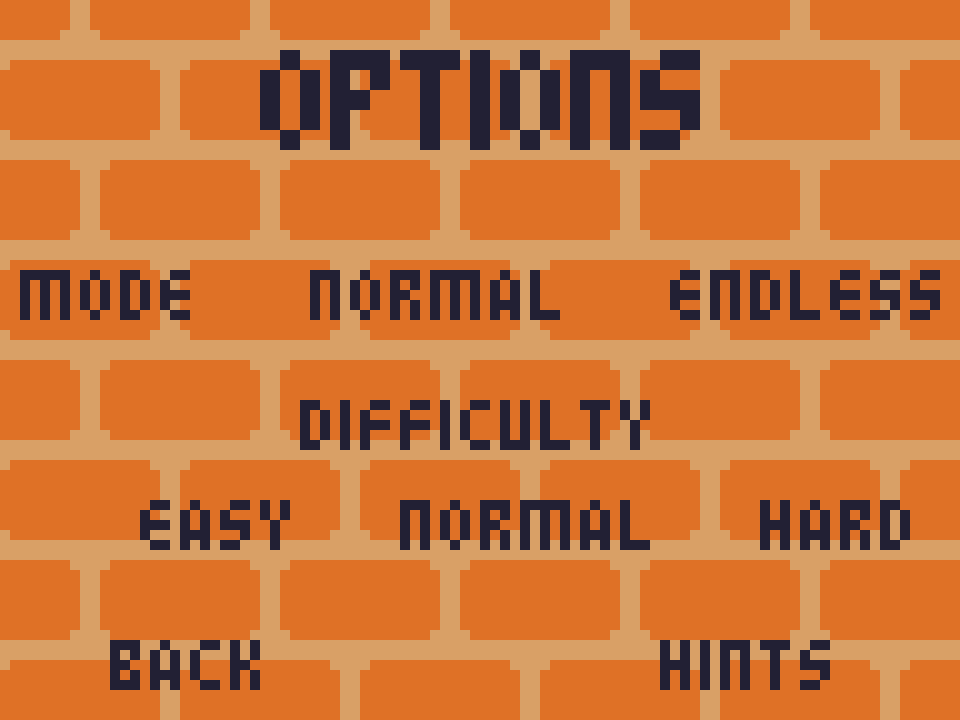 OPTIONS
MODE NORMAL ENDLESS
DIFFICULTY
EASY NORMAL HARD
BACK HINTS